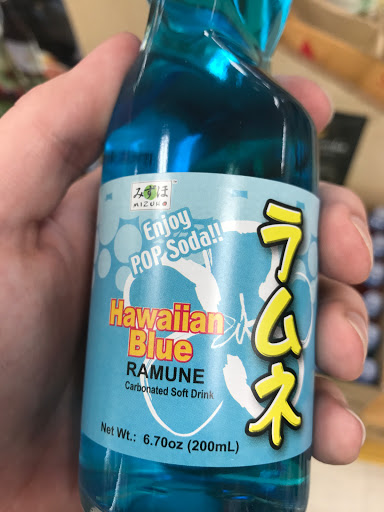 みずほ
MIZUHO
Enjoy
POP Soda!!
ラムネ
Hawaiian
Blue
RAMUNE
Carbonated Soft Drink
Net Wt.: 6.70oz (200mL)